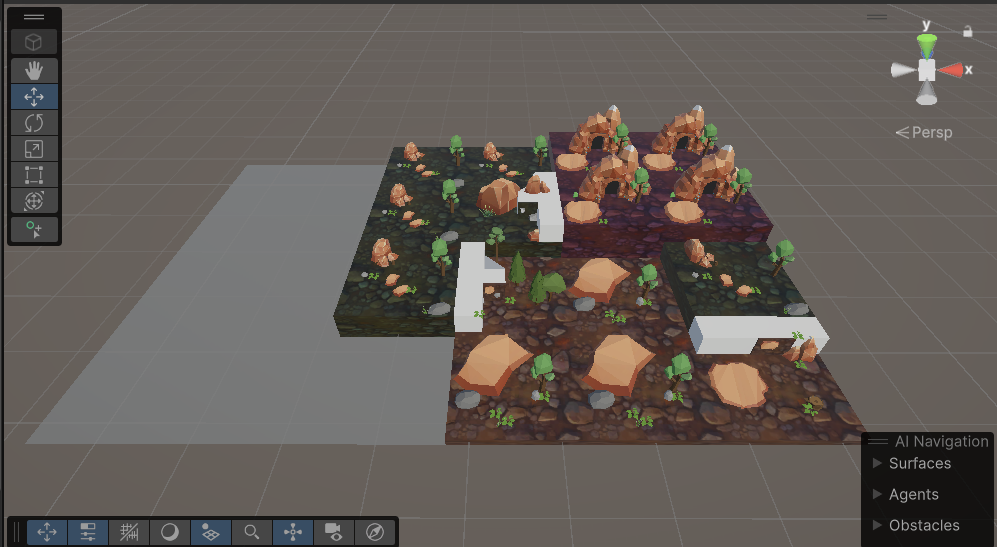 y
x
Persp
AI Navigation
Surfaces
Agents
Obstacles